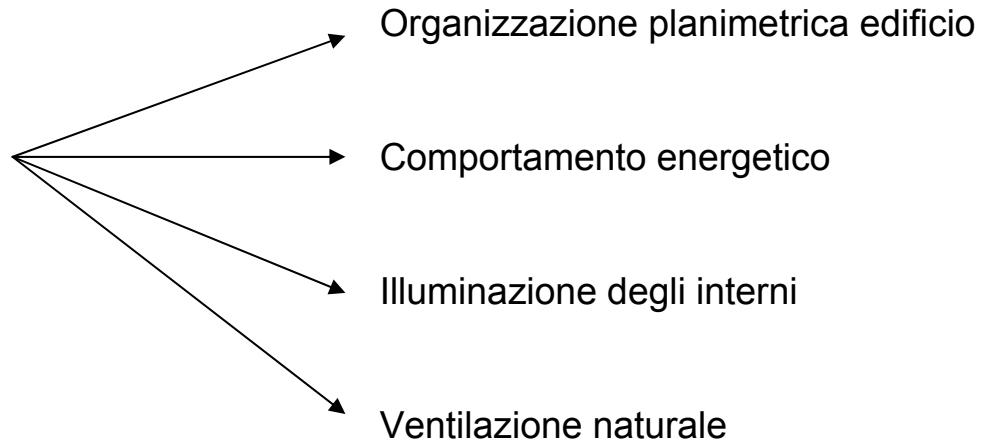 Organizzazione planimetrica edificio
Comportamento energetico
Illuminazione degli interni
Ventilazione naturale